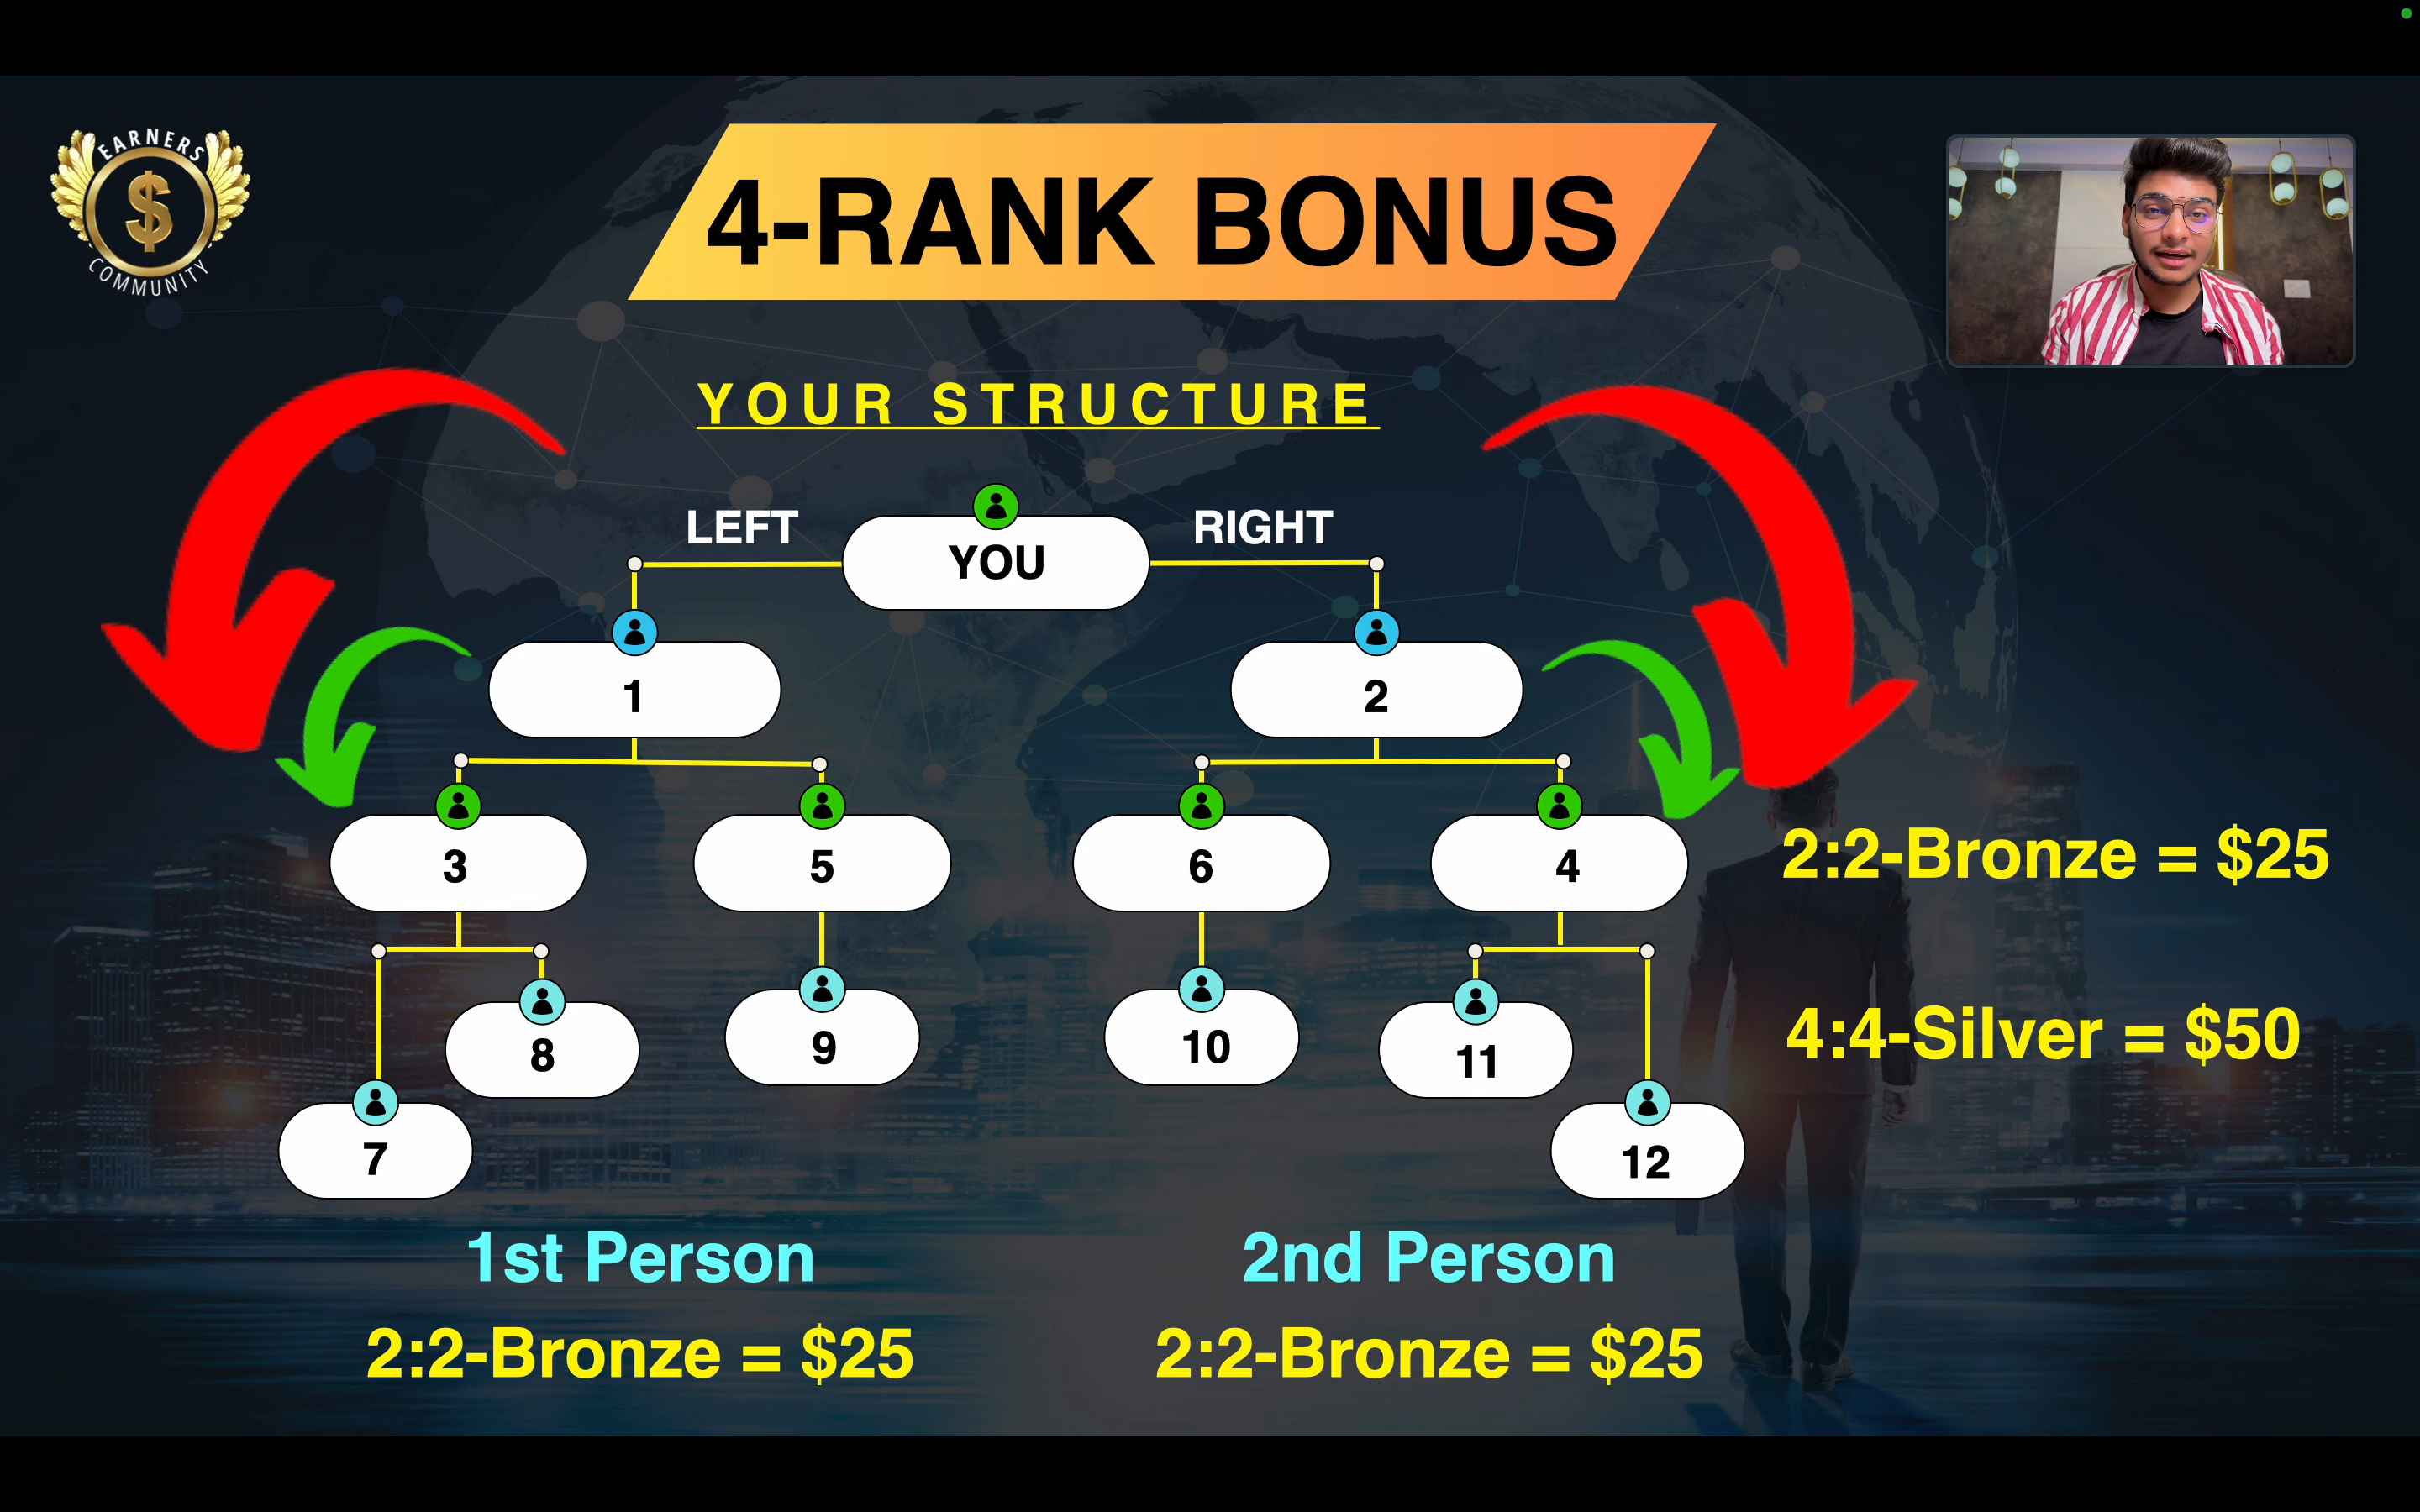 EARNERS
COMMUNITY
4-RANK BONUS
YOUR STRUCTURE
LEFT
RIGHT
YOU
1
2
3
5
6
4
2:2-Bronze = $25
8
9
10
11
4:4-Silver = $50
7
12
1st Person
2nd Person
2:2-Bronze = $25
2:2-Bronze = $25